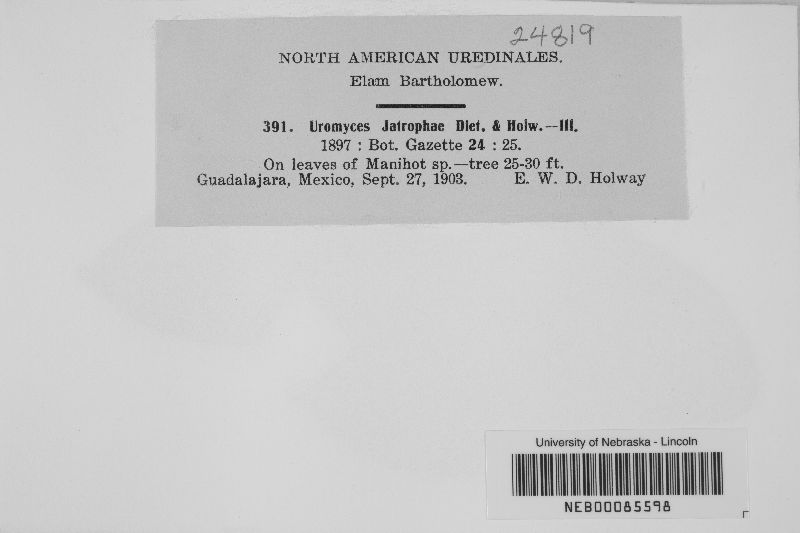 24819
NORTH AMERICAN UREDINALES.
Elam Bartholomew.
391. Uromyces Jatrophae Diet. & Holw.—III.
1897 : Bot. Gazette 24 : 25.
On leaves of Manihot sp.—tree 25-30 ft.
Guadalajara, Mexico, Sept. 27, 1903. E. W. D. Holway
University of Nebraska - Lincoln
NEB00085598